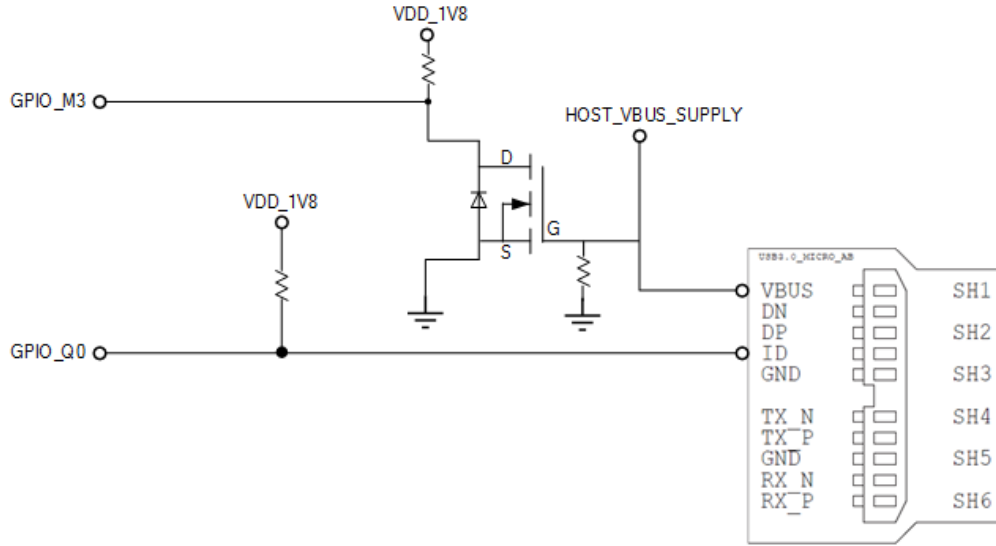 VDD_1V8
GPIO_M3
HOST_VBUS_SUPPLY
D
VDD_1V8
G
S
USB3.0_MICRO_AB
VBUS SH1
DN
DP SH2
GPIO_Q0
ID
GND SH3
TX_N SH4
TX_P
GND SH5
RX_N
RX_P SH6